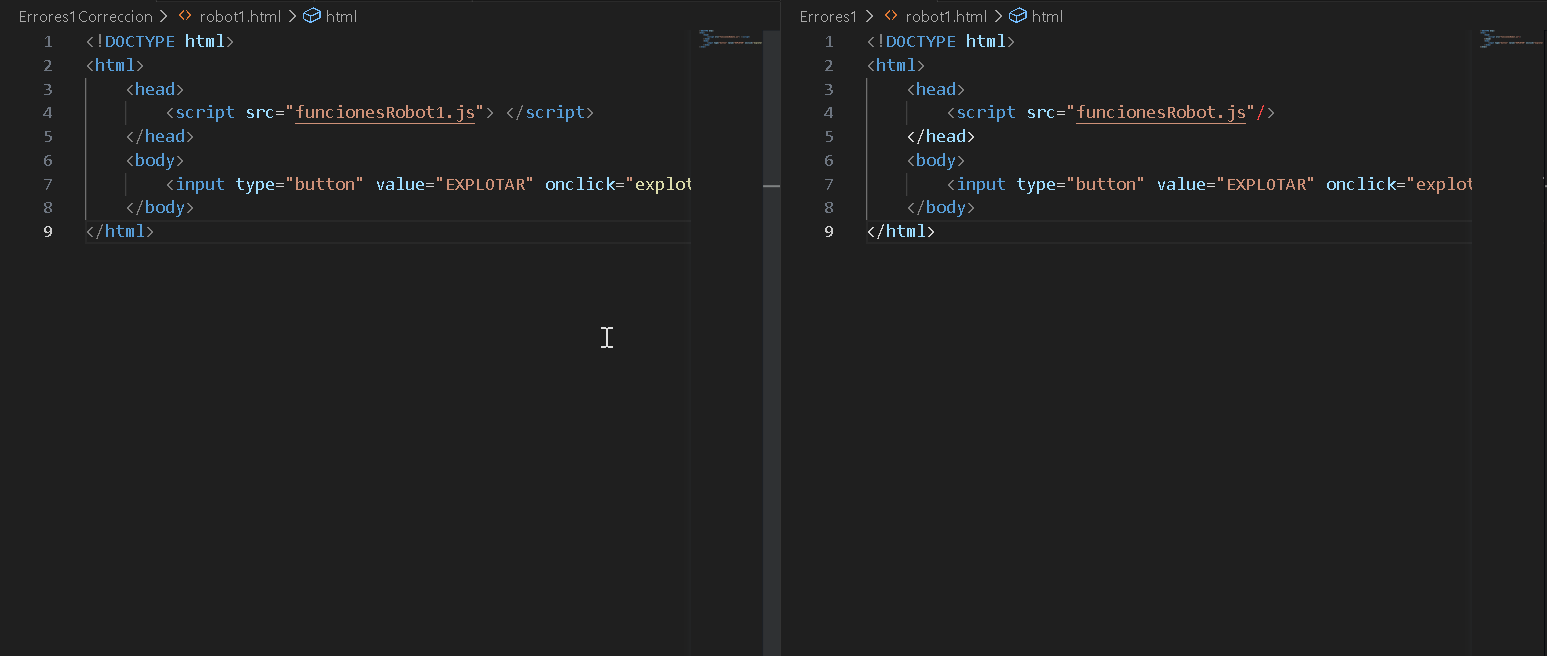 Errores1Correccion > <> robot1.html > html
1 <!DOCTYPE html>
2 <html>
3 <head>
4 <script src="funcionesRobot1.js"> </script>
5 </head>
6 <body>
7 <input type="button" value="EXPLOTAR" onclick="explot
8 </body>
9 </html>
Errores1 > <> robot1.html > html
1 <!DOCTYPE html>
2 <html>
3 <head>
4 <script src="funcionesRobot.js"/>
5 </head>
6 <body>
7 <input type="button" value="EXPLOTAR" onclick="explot
8 </body>
9 </html>